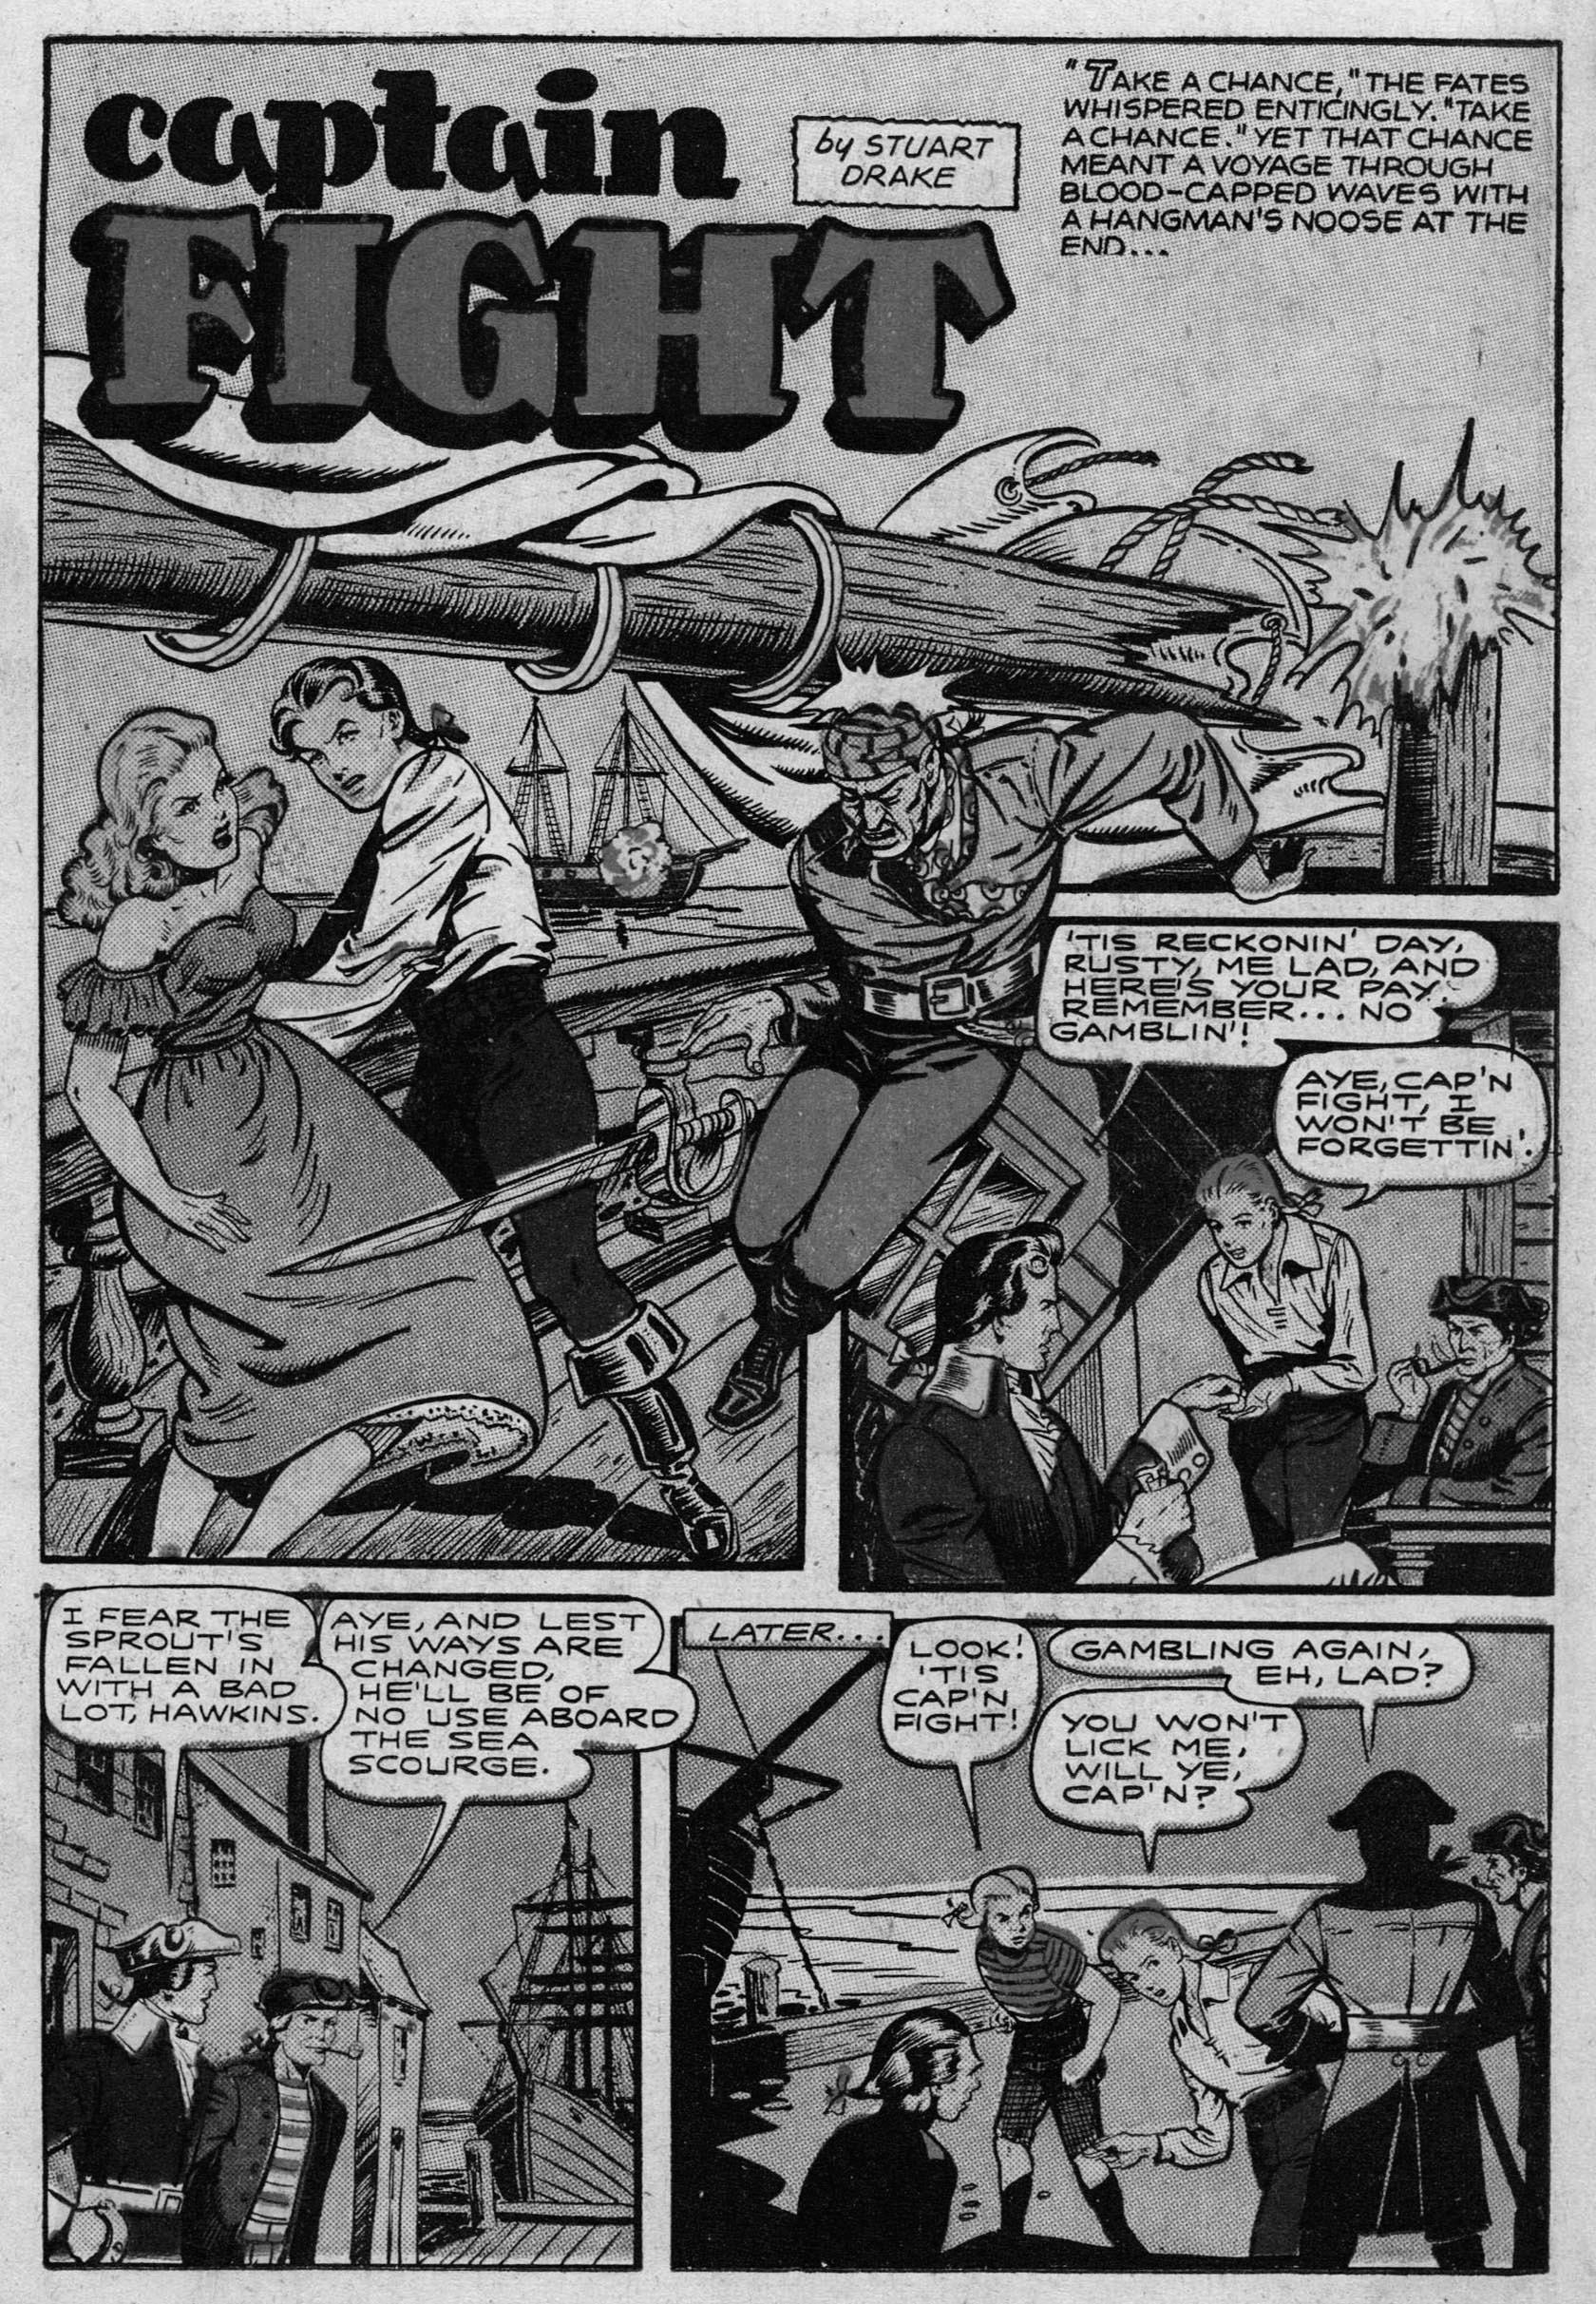 captain
FIGHT
by STUART
DRAKE
"TAKE A CHANCE," THE FATES
WHISPERED ENTICINGLY. "TAKE
A CHANCE." YET THAT CHANCE
MEANT A VOYAGE THROUGH
BLOOD-CAPPED WAVES WITH
A HANGMAN'S NOOSE AT THE
END...
'TIS RECKONIN' DAY,
RUSTY, ME LAD, AND
HERE'S YOUR PAY.
REMEMBER... NO
GAMBLIN'!
AYE, CAP'N
FIGHT, I
WON'T BE
FORGETTIN'.
I FEAR THE
SPROUT'S
FALLEN IN
WITH A BAD
LOT, HAWKINS.
AYE, AND LEST
HIS WAYS ARE
CHANGED,
HE'LL BE OF
NO USE ABOARD
THE SEA
SCOURGE.
LATER...
LOOK!
'TIS
CAP'N
FIGHT!
GAMBLING AGAIN,
EH, LAD?
YOU WON'T
LICK ME,
WILL YE,
CAP'N?